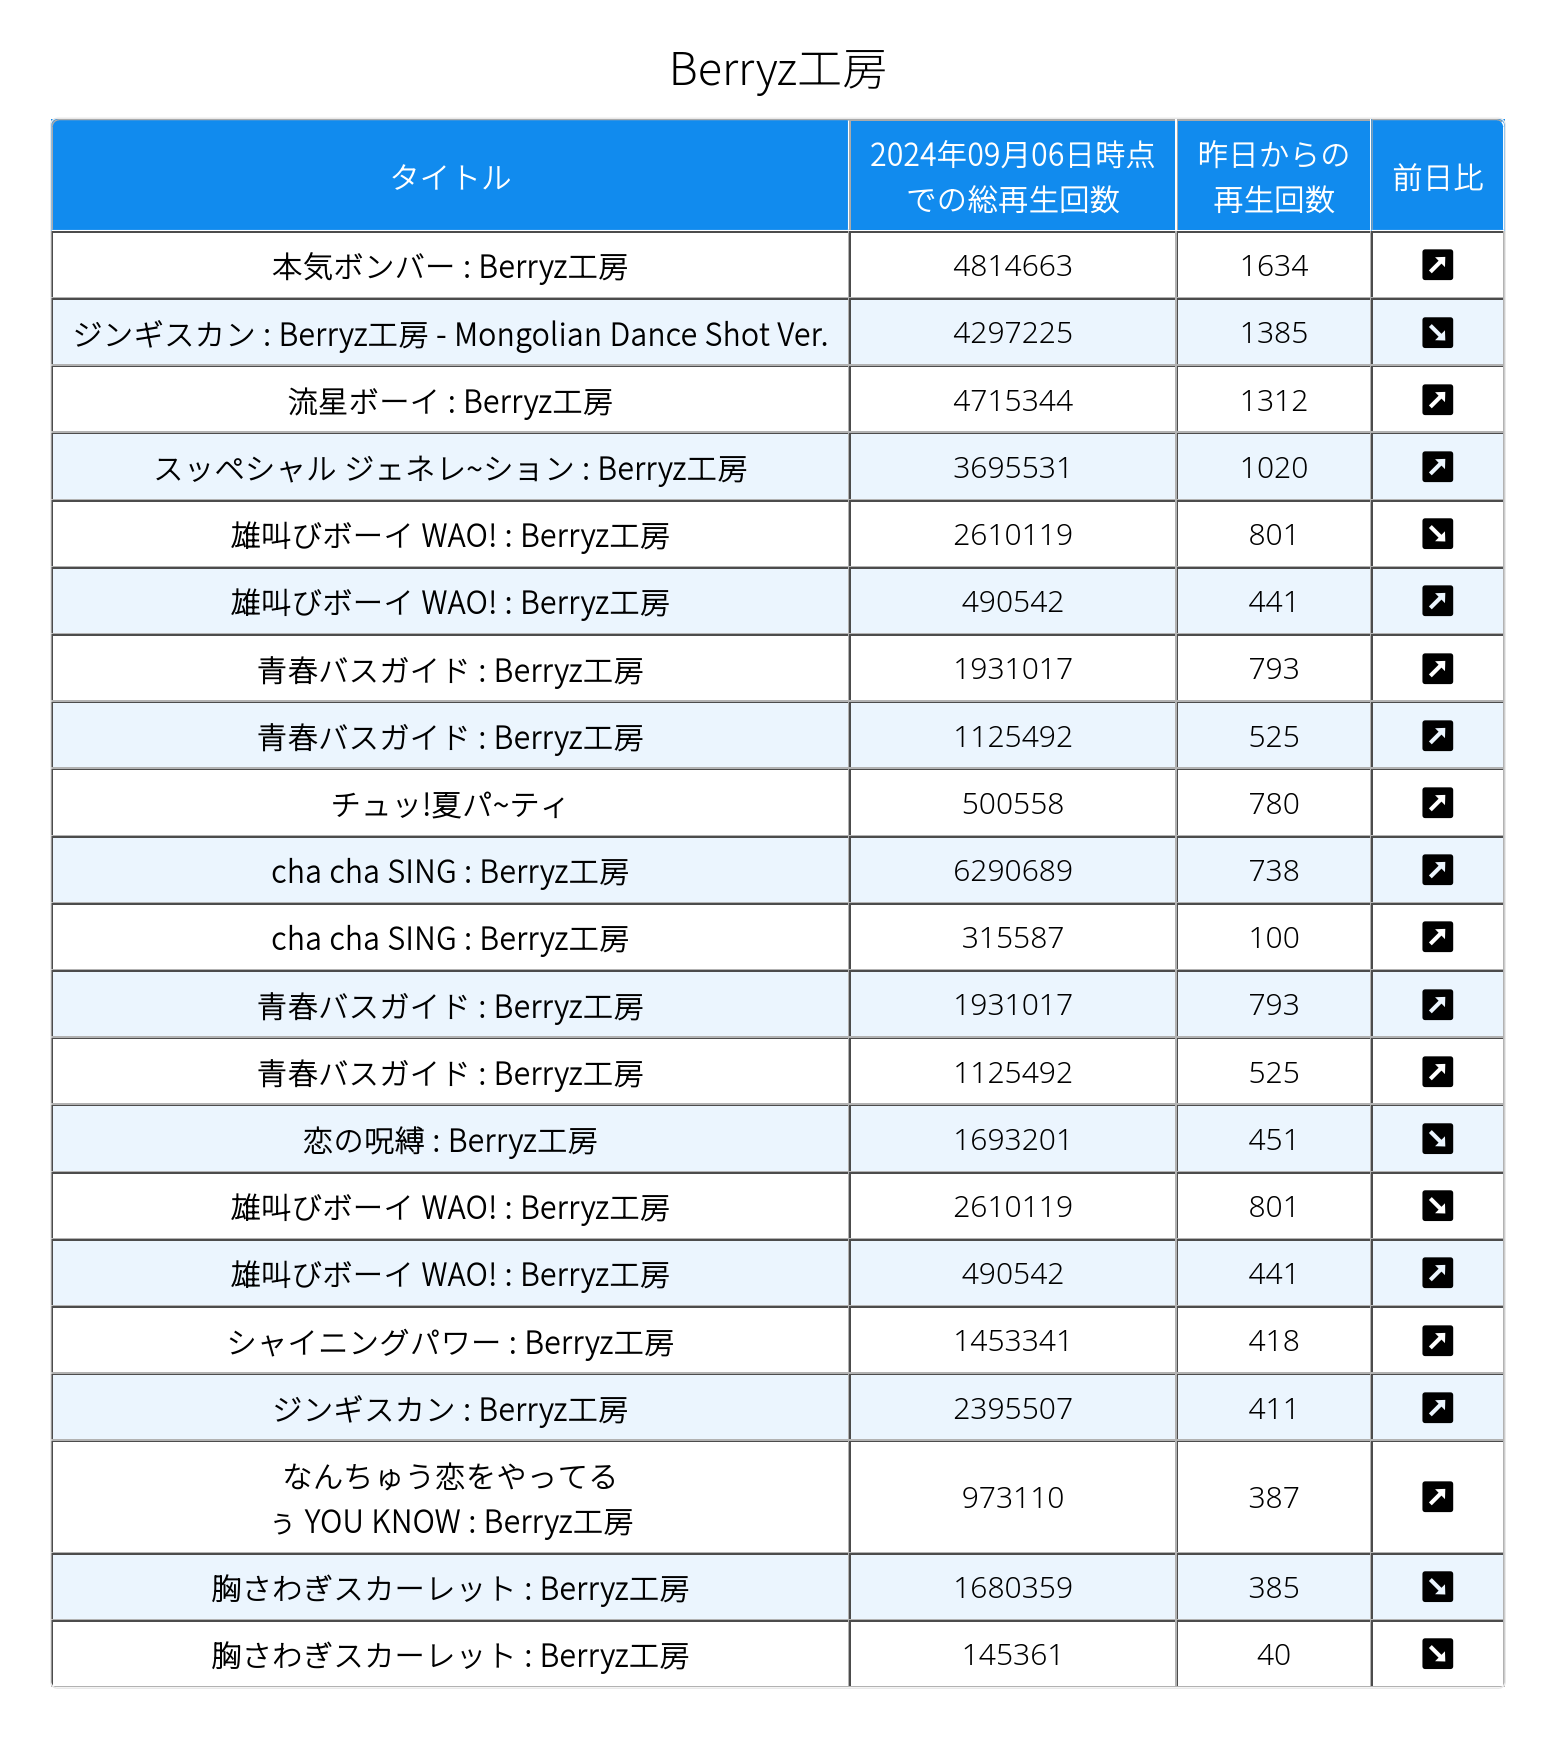 Berryz工房
タイトル 2024年09月06日時点での総再生回数 昨日からの再生回数 前日比
本気ボンバー : Berryz工房 4814663 1634 ↗
ジンギスカン : Berryz工房 - Mongolian Dance Shot Ver. 4297225 1385 ↘
流星ボーイ : Berryz工房 4715344 1312 ↗
スッペシャル ジェネレ~ション : Berryz工房 3695531 1020 ↗
雄叫びボーイ WAO! : Berryz工房 2610119 801 ↘
雄叫びボーイ WAO! : Berryz工房 490542 441 ↗
青春バスガイド : Berryz工房 1931017 793 ↗
青春バスガイド : Berryz工房 1125492 525 ↗
チュッ!夏パ~ティ 500558 780 ↗
cha cha SING : Berryz工房 6290689 738 ↗
cha cha SING : Berryz工房 315587 100 ↗
青春バスガイド : Berryz工房 1931017 793 ↗
青春バスガイド : Berryz工房 1125492 525 ↗
恋の呪縛 : Berryz工房 1693201 451 ↘
雄叫びボーイ WAO! : Berryz工房 2610119 801 ↘
雄叫びボーイ WAO! : Berryz工房 490542 441 ↗
シャイニングパワー : Berryz工房 1453341 418 ↗
ジンギスカン : Berryz工房 2395507 411 ↗
なんちゅう恋をやってる
ぅ YOU KNOW : Berryz工房 973110 387 ↗
胸さわぎスカーレット : Berryz工房 1680359 385 ↘
胸さわぎスカーレット : Berryz工房 145361 40 ↘